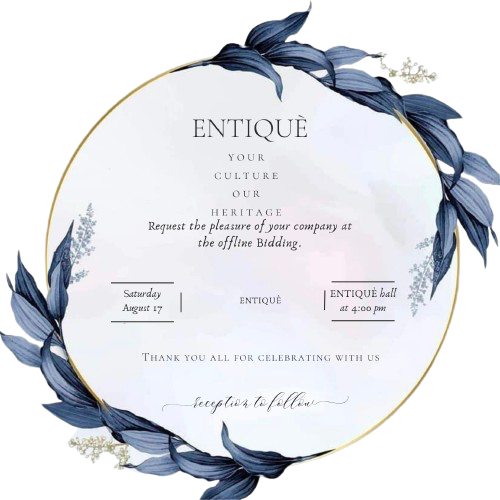 ENTIQUÈ
YOUR
CULTURE
OUR
HERITAGE
Request the pleasure of your company at
the offline Bidding.
Saturday
August 17
ENTIQUÈ
ENTIQUÈ hall
at 4:00 pm
THANK YOU ALL FOR CELEBRATING WITH US
reception to follow